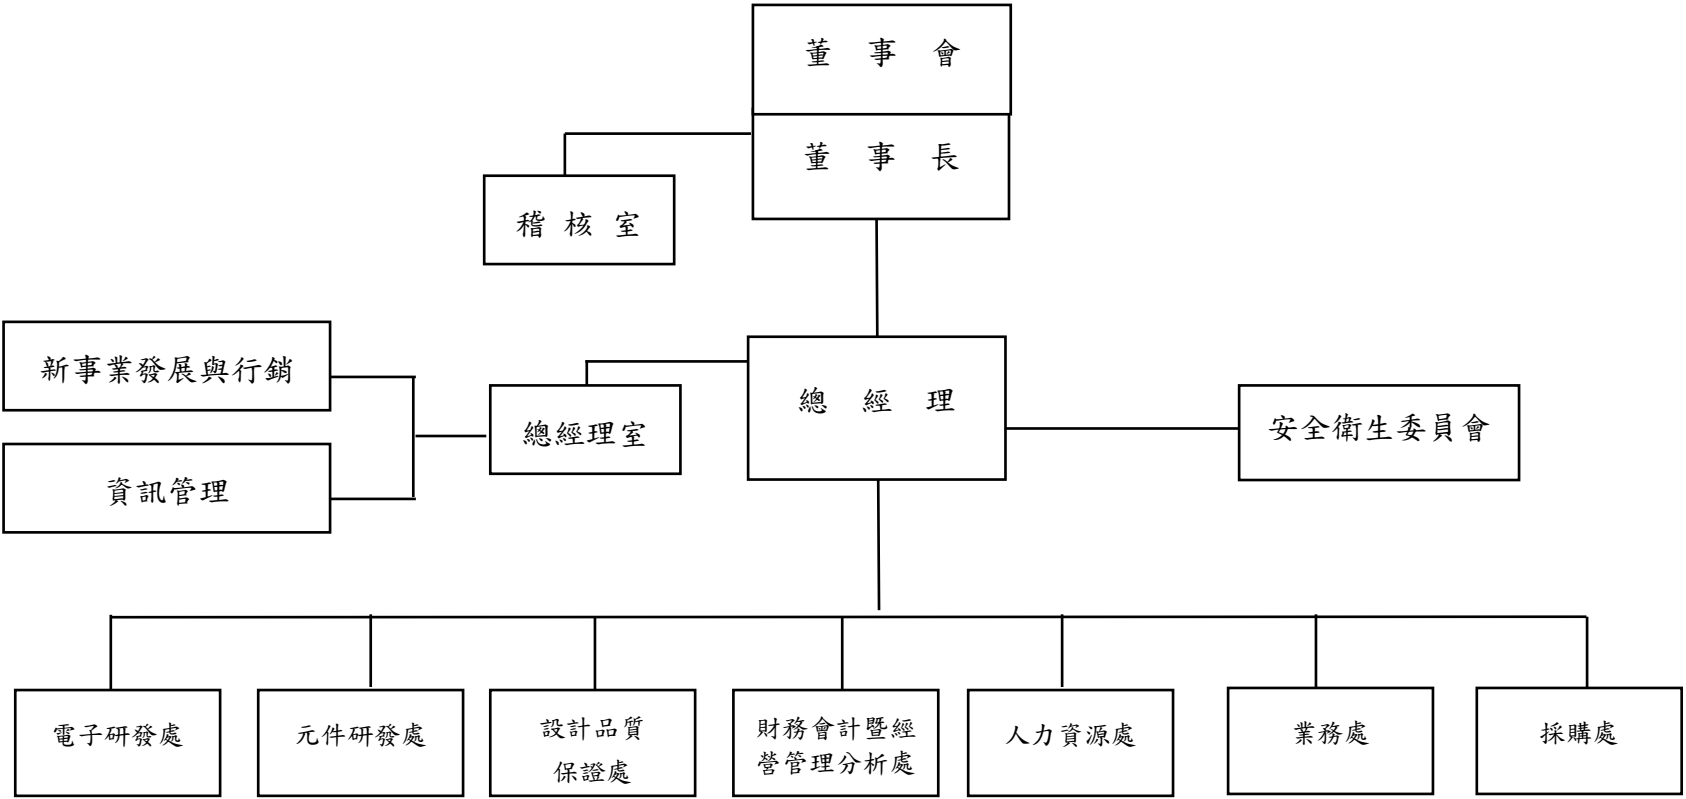 董 事 會
董 事 長
稽 核 室
新事業發展與行銷
資訊管理
總經理室
總 經 理
安全衛生委員會
電子研發處
元件研發處
設計品質
保證處
財務會計暨經
營管理分析處
人力資源處
業務處
採購處